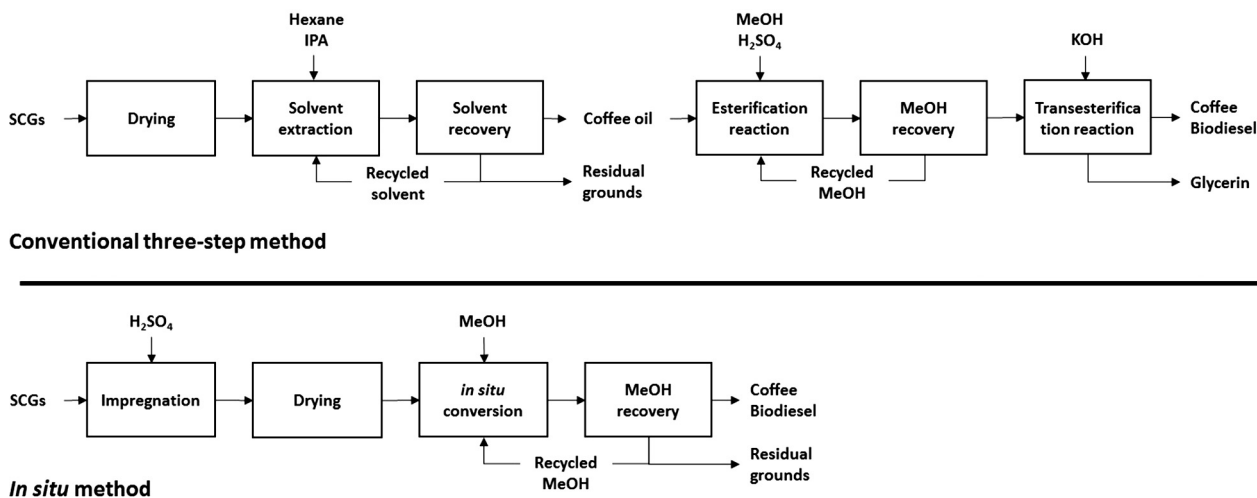 Hexane
IPA
MeOH
H₂SO₄
KOH
SCGs
Drying
Solvent
extraction
Solvent
recovery
Coffee oil
Esterification
reaction
MeOH
recovery
Transesterifica
tion reaction
Coffee
Biodiesel
Recycled
solvent
Residual
grounds
Recycled
MeOH
Glycerin
Conventional three-step method
H₂SO₄
MeOH
SCGs
Impregnation
Drying
in situ
conversion
MeOH
recovery
Coffee
Biodiesel
Recycled
MeOH
Residual
grounds
In situ method